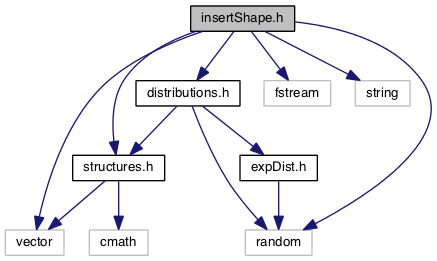 insertShape.h
distributions.h
fstream
string
structures.h
expDist.h
vector
cmath
random